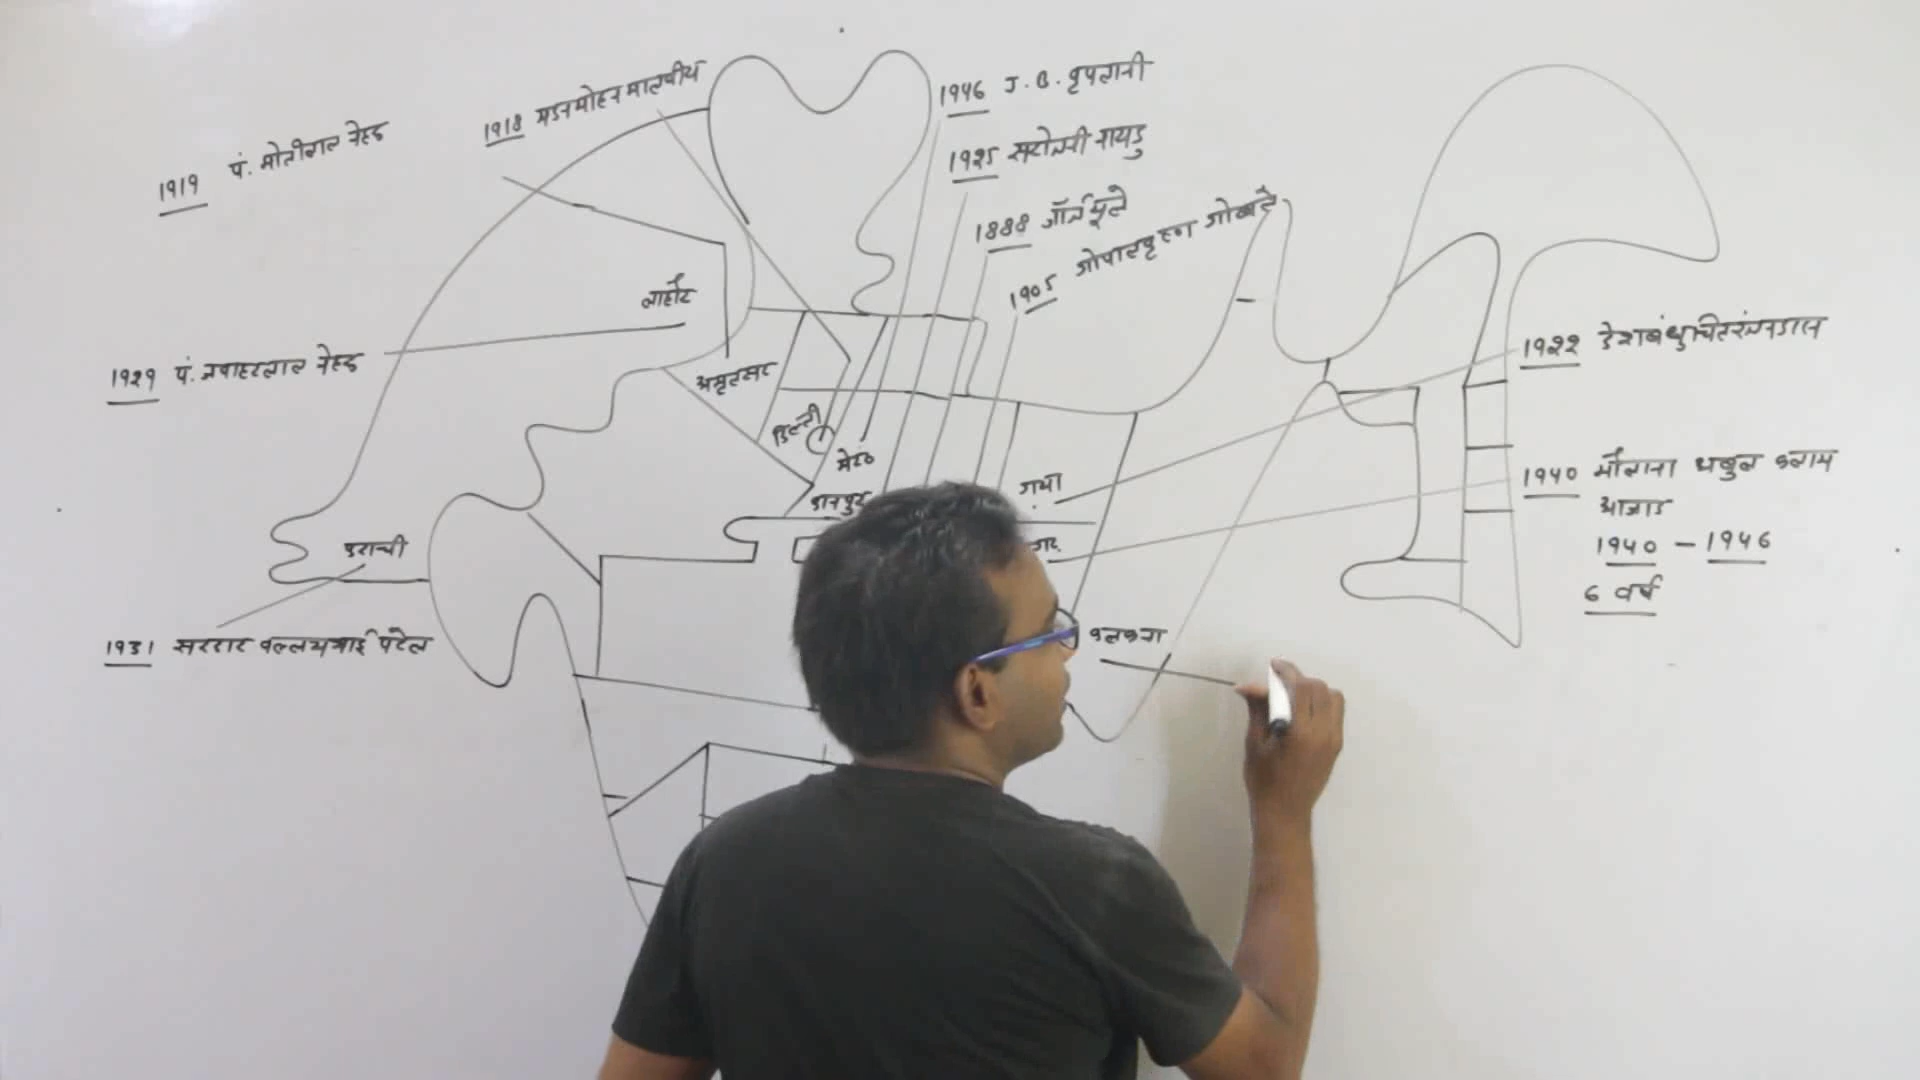 1918 मदनमोहन मालवीय
1919 पं. मोतीलाल नेहरु
1946 J. B. कृपलानी
1925 सरोजनी नायडु
1888 जॉर्ज यूले
1905 गोपालकृष्ण गोखले
लाहौर
1929 पं. जवाहरलाल नेहरु
अमृतसर
दिल्ली
मेरठ
कानपुर
गया
1922 देशबंधु चितरंजनदास
1940 मौलाना अबुल कलाम
आजाद
1940 - 1946
6 वर्ष
कराची
1931 सरदार वल्लभभाई पटेल
कलकत्ता